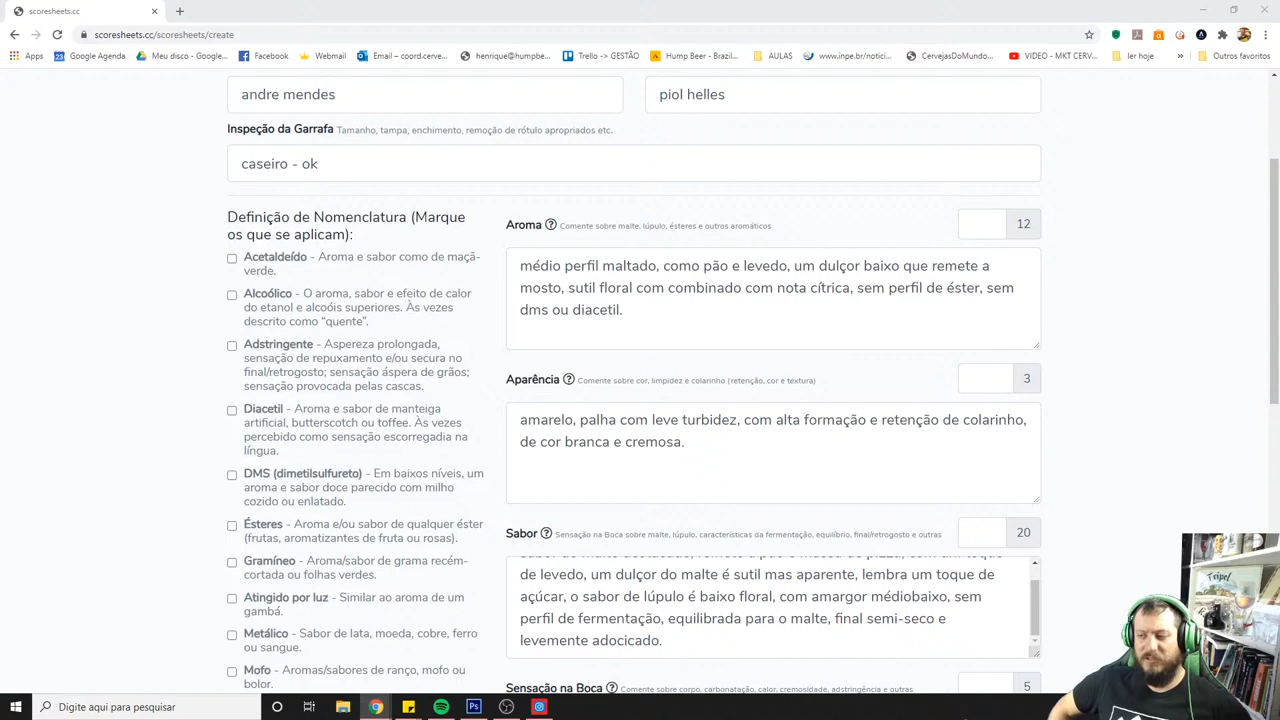 scoresheets.cc
scoresheets.cc/scoresheets/create
Apps
Google Agenda
Meu disco - Google...
Facebook
Webmail
Email – coord.cerve...
henrique@humpbe...
Trello -> GESTÃO
Hump Beer - Brazil...
AULAS
www.inpe.br/notici...
CervejasDoMundo...
VIDEO - MKT CERV...
ler hoje
»
Outros favoritos
andre mendes
piol helles
Inspeção da Garrafa Tamanho, tampa, enchimento, remoção de rótulo apropriados etc.
caseiro - ok
Definição de Nomenclatura (Marque
os que se aplicam):
Acetaldeído - Aroma e sabor como de maçã-
verde.
Alcoólico - O aroma, sabor e efeito de calor
do etanol e alcoóis superiores. Às vezes
descrito como “quente”.
Adstringente - Aspereza prolongada,
sensação de repuxamento e/ou secura no
final/retrogosto; sensação áspera de grãos;
sensação provocada pelas cascas.
Diacetil - Aroma e sabor de manteiga
artificial, butterscotch ou toffee. Às vezes
percebido como sensação escorregadia na
língua.
DMS (dimetilsulfureto) - Em baixos níveis, um
aroma e sabor doce parecido com milho
cozido ou enlatado.
Ésteres - Aroma e/ou sabor de qualquer éster
(frutas, aromatizantes de fruta ou rosas).
Gramíneo - Aroma/sabor de grama recém-
cortada ou folhas verdes.
Atingido por luz - Similar ao aroma de um
gambá.
Metálico - Sabor de lata, moeda, cobre, ferro
ou sangue.
Mofo - Aromas/sabores de ranço, mofo ou
bolor.
Aroma Comente sobre malte, lúpulo, ésteres e outros aromáticos
12
médio perfil maltado, como pão e levedo, um dulçor baixo que remete a
mosto, sutil floral com combinado com nota cítrica, sem perfil de éster, sem
dms ou diacetil.
Aparência Comente sobre cor, limpidez e colarinho (retenção, cor e textura)
3
amarelo, palha com leve turbidez, com alta formação e retenção de colarinho,
de cor branca e cremosa.
Sabor Sensação na Boca sobre malte, lúpulo, características da fermentação, equilíbrio, final/retrogosto e outras
20
de levedo, um dulçor do malte é sutil mas aparente, lembra um toque de
açúcar, o sabor de lúpulo é baixo floral, com amargor médiobaixo, sem
perfil de fermentação, equilibrada para o malte, final semi-seco e
levemente adocicado.
Sensação na Boca Comente sobre corpo, carbonatação, calor, cremosidade, adstringência e outras
5
Teipel
Digite aqui para pesquisar